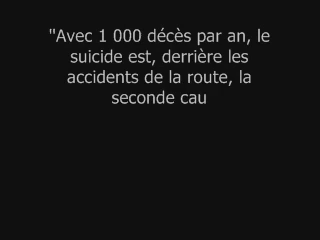 "Avec 1 000 décès par an, le
suicide est, derrière les
accidents de la route, la
seconde cau